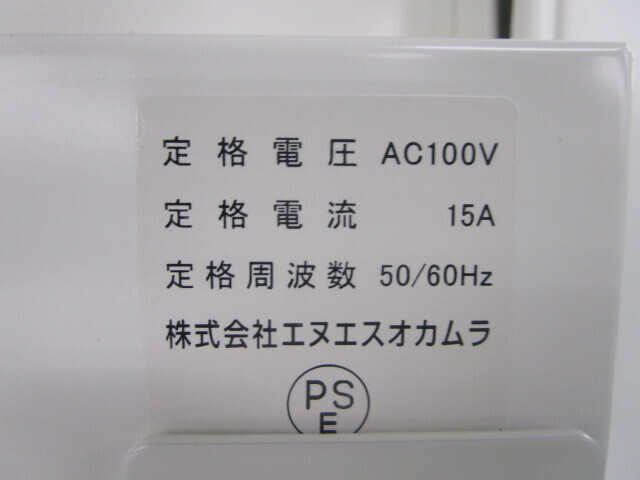 定格電圧 AC100V
定格電流 15A
定格周波数 50/60Hz
株式会社エヌエスオカムラ
PS
E